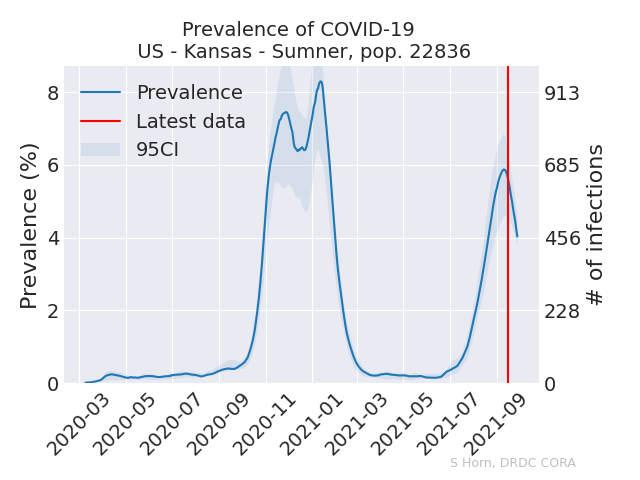 Prevalence of COVID-19
US - Kansas - Sumner, pop. 22836
Prevalence
Latest data
95CI
Prevalence (%)
8
6
4
2
0
# of infections
913
685
456
228
0
2020-03
2020-05
2020-07
2020-09
2020-11
2021-01
2021-03
2021-05
2021-07
2021-09
S Horn, DRDC CORA